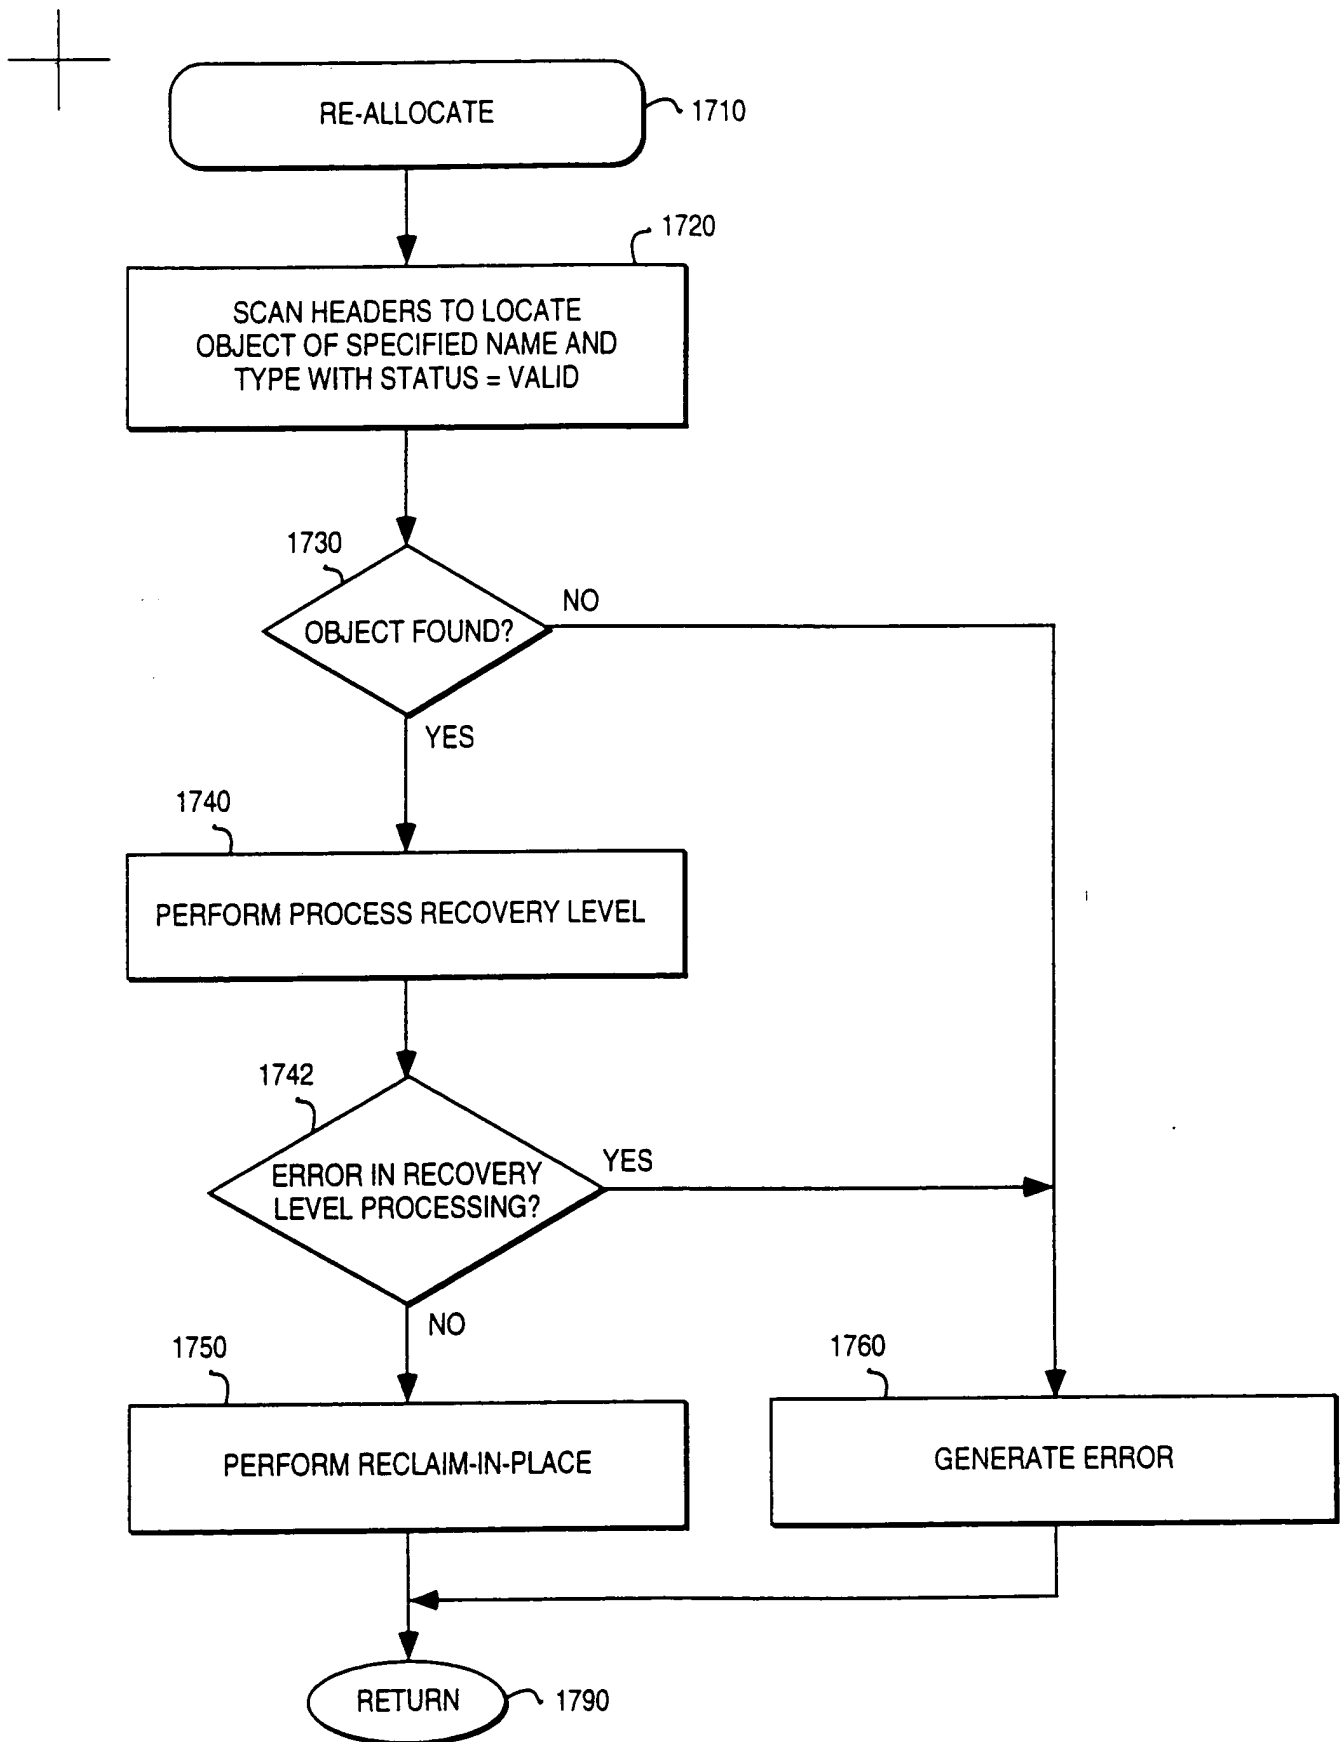 RE-ALLOCATE
1710
1720
SCAN HEADERS TO LOCATE
OBJECT OF SPECIFIED NAME AND
TYPE WITH STATUS = VALID
1730
OBJECT FOUND?
NO
YES
1740
PERFORM PROCESS RECOVERY LEVEL
1742
ERROR IN RECOVERY
LEVEL PROCESSING?
YES
NO
1750
PERFORM RECLAIM-IN-PLACE
1760
GENERATE ERROR
RETURN
1790